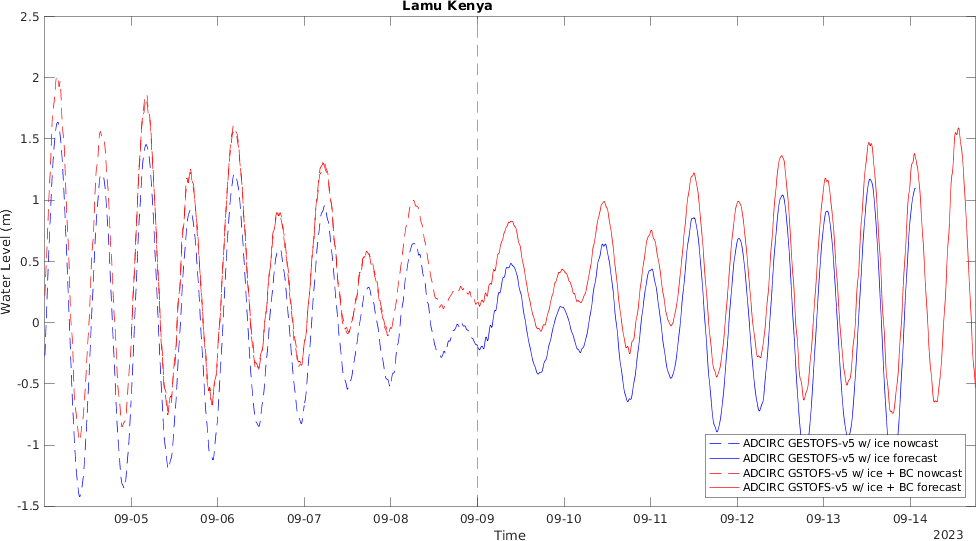 Lamu Kenya
2.5
2
1.5
1
0.5
0
-0.5
-1
-1.5
Water Level (m)
09-05 09-06 09-07 09-08 09-09 09-10 09-11 09-12 09-13 09-14
Time
2023
ADCIRC GESTOFS-v5 w/ ice nowcast
ADCIRC GESTOFS-v5 w/ ice forecast
ADCIRC GSTOFS-v5 w/ ice + BC nowcast
ADCIRC GSTOFS-v5 w/ ice + BC forecast